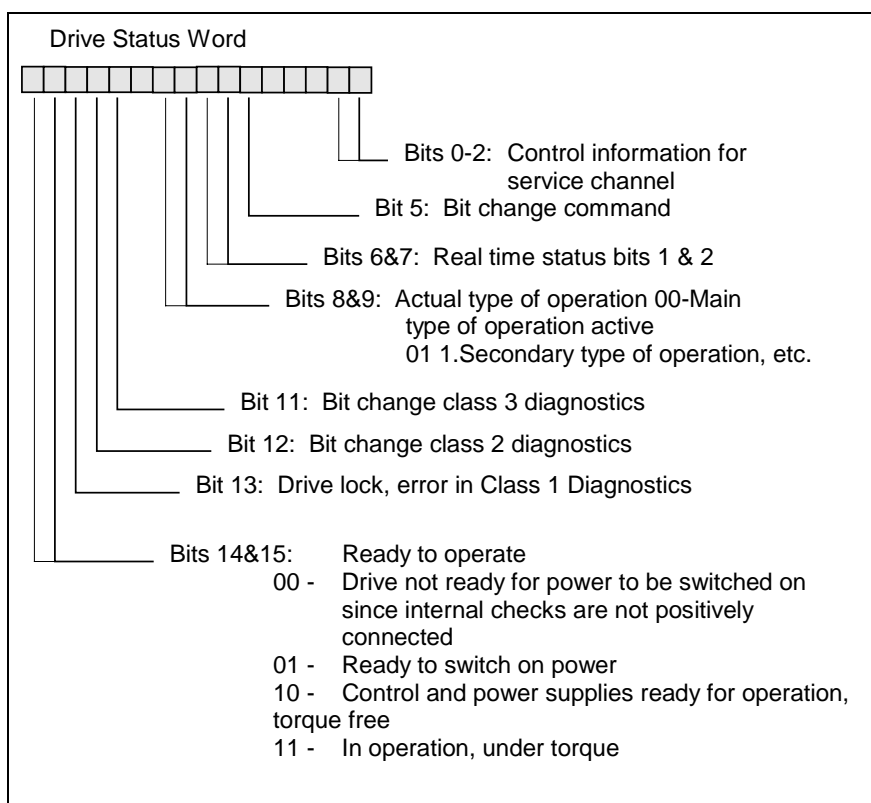 Drive Status Word
Bits 0-2: Control information for
service channel
Bit 5: Bit change command
Bits 6&7: Real time status bits 1 & 2
Bits 8&9: Actual type of operation 00-Main
type of operation active
01 1.Secondary type of operation, etc.
Bit 11: Bit change class 3 diagnostics
Bit 12: Bit change class 2 diagnostics
Bit 13: Drive lock, error in Class 1 Diagnostics
Bits 14&15: Ready to operate
00 - Drive not ready for power to be switched on
since internal checks are not positively
connected
01 - Ready to switch on power
10 - Control and power supplies ready for operation,
torque free
11 - In operation, under torque